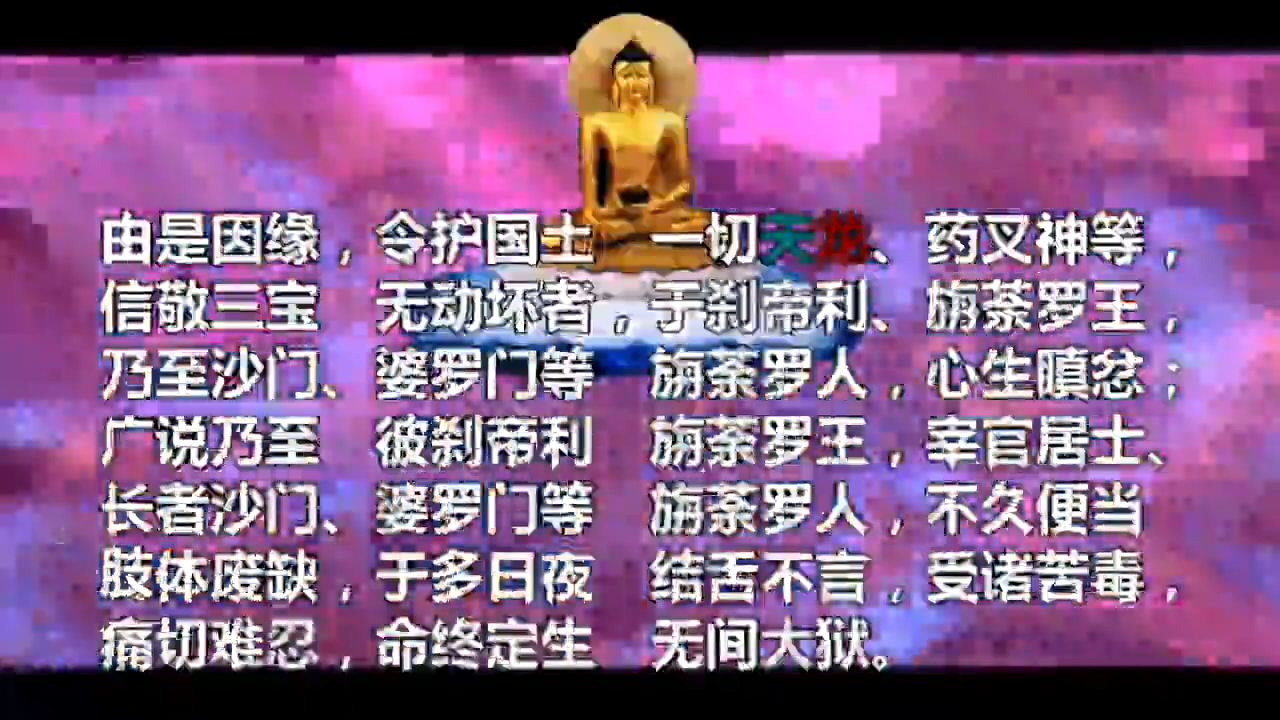 由是因缘，令护国土 一切天龙、药叉神等，
信敬三宝 无动坏者，于刹帝利、旃荼罗王，
乃至沙门、婆罗门等 旃荼罗人，心生瞋忿；
广说乃至 彼刹帝利 旃荼罗王，宰官居士、
长者沙门、婆罗门等 旃荼罗人，不久便当
肢体废缺，于多日夜 结舌不言，受诸苦毒，
痛切难忍，命终定生 无间大狱。